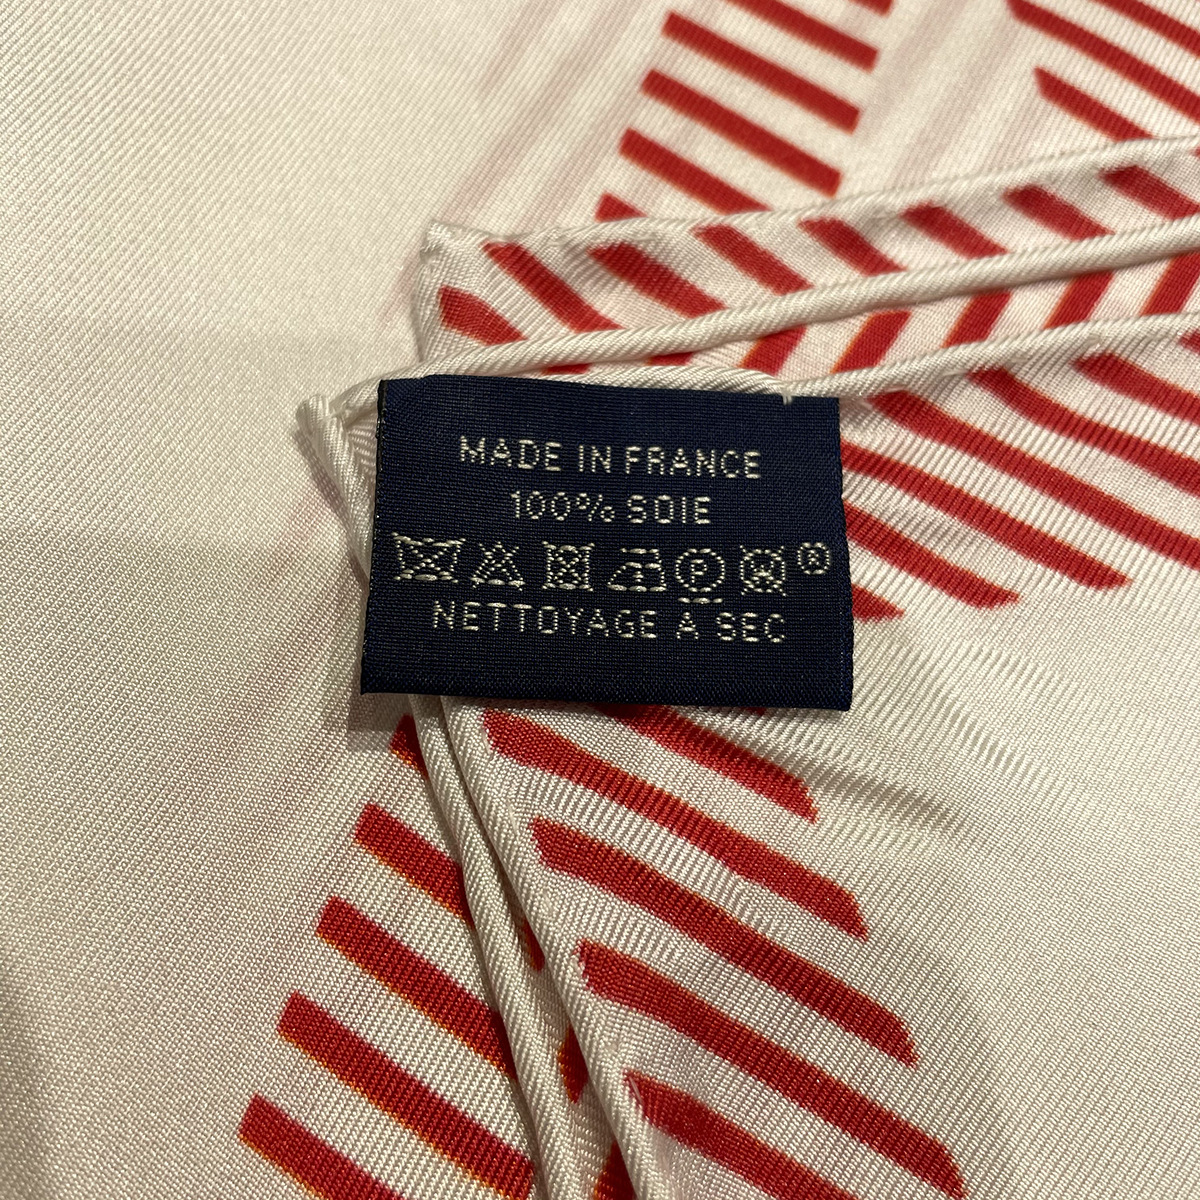 MADE IN FRANCE
100% SOIE
P ®
NETTOYAGE A SEC